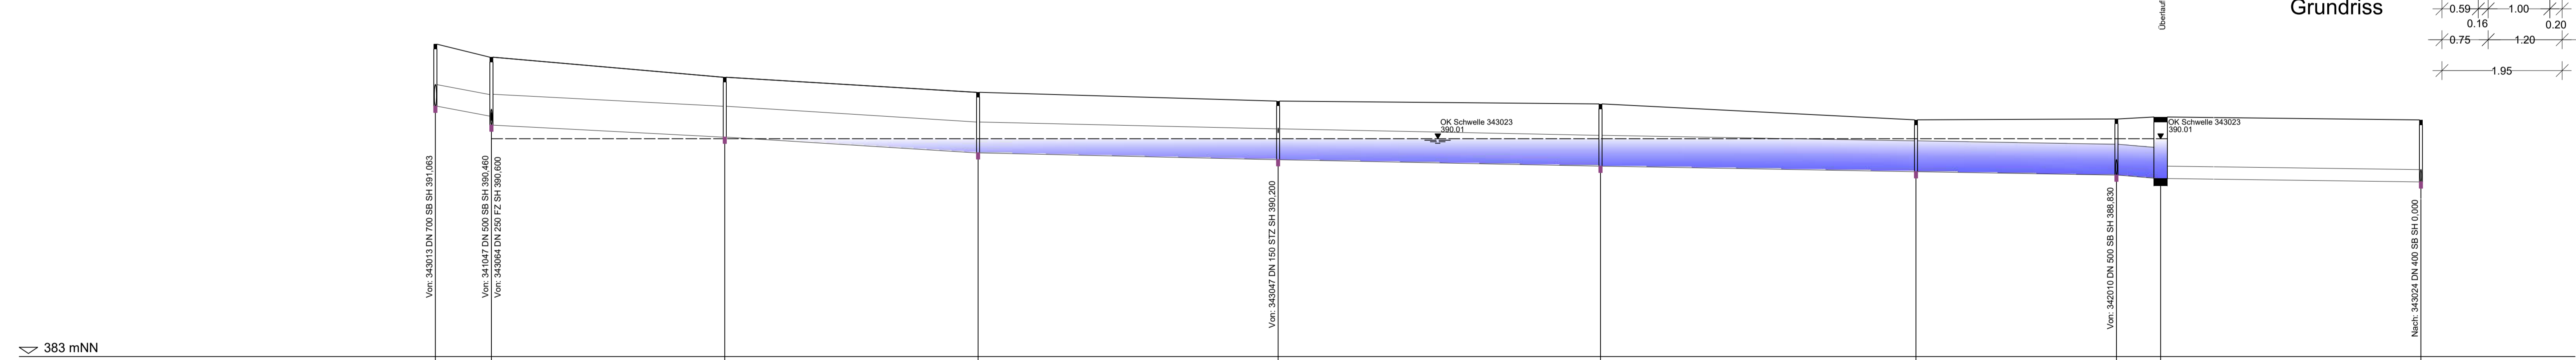 Überlauf
Grundriss
0.59
1.00
0.16
0.20
0.75
1.20
1.95
OK Schwelle 343023
390.01
OK Schwelle 343023
390.01
Von: 343013 DN 700 SB SH 391,063
Von: 341047 DN 500 SB SH 390,460
Von: 343064 DN 250 FZ SH 390,600
Von: 343047 DN 150 STZ SH 390,200
Von: 342010 DN 500 SB SH 388,830
Nach: 343024 DN 400 SB SH 0,000
383 mNN